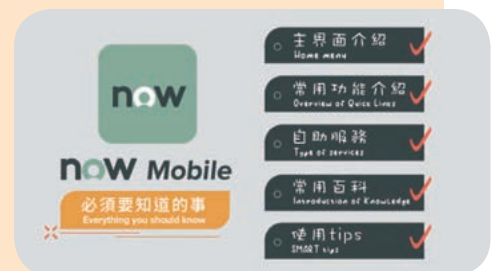 now
now Mobile
必須要知道的事
Everything you should know
主界面介紹
Home menu
常用功能介紹
Overview of Quick Lines
自助服務
Type of services
常用百科
Introduction of Knowledge
使用tips
SMART tips